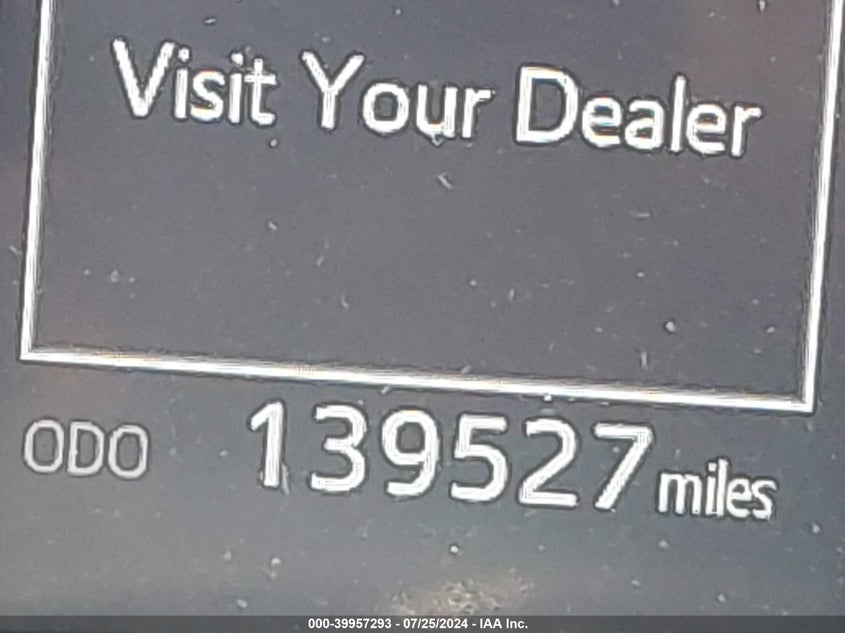 Visit Your Dealer
ODO 139527 miles
000-39957293 - 07/25/2024 - IAA Inc.